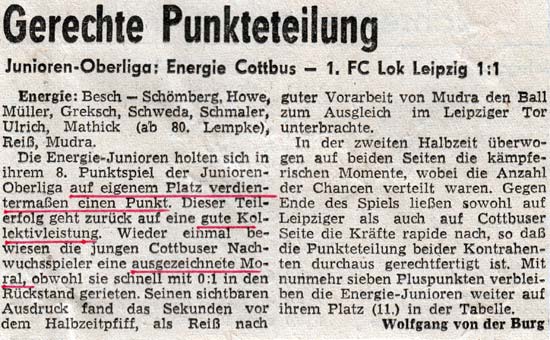 Gerechte Punkteteilung
Junioren-Oberliga: Energie Cottbus — 1. FC Lok Leipzig 1:1
Energie: Besch — Schömberg, Howe,
Müller, Greksch, Schweda, Schmaler,
Ulrich, Mathick (ab 80. Lempke),
Reiß, Mudra.
Die Energie-Junioren holten sich in
ihrem 8. Punktspiel der Junioren-
Oberliga auf eigenem Platz verdien-
termaßen einen Punkt. Dieser Teil-
erfolg geht zurück auf eine gute Kol-
lektivleistung. Wieder einmal be-
wiesen die jungen Cottbuser Nach-
wuchsspieler eine ausgezeichnete Mo-
ral, obwohl sie schnell mit 0:1 in den
Rückstand gerieten. Seinen sichtbaren
Ausdruck fand das Sekunden vor
dem Halbzeitpfiff, als Reiß nach
guter Vorarbeit von Mudra den Ball
zum Ausgleich im Leipziger Tor
unterbrachte.
In der zweiten Halbzeit überwo-
gen auf beiden Seiten die kämpfe-
rischen Momente, wobei die Anzahl
der Chancen verteilt waren. Gegen
Ende des Spiels ließen sowohl auf
Leipziger als auch auf Cottbuser
Seite die Kräfte rapide nach, so daß
die Punkteteilung beider Kontrahen-
ten durchaus gerechtfertigt ist. Mit
nunmehr sieben Pluspunkten verblei-
ben die Energie-Junioren weiter auf
ihrem Platz (11.) in der Tabelle.
Wolfgang von der Burg